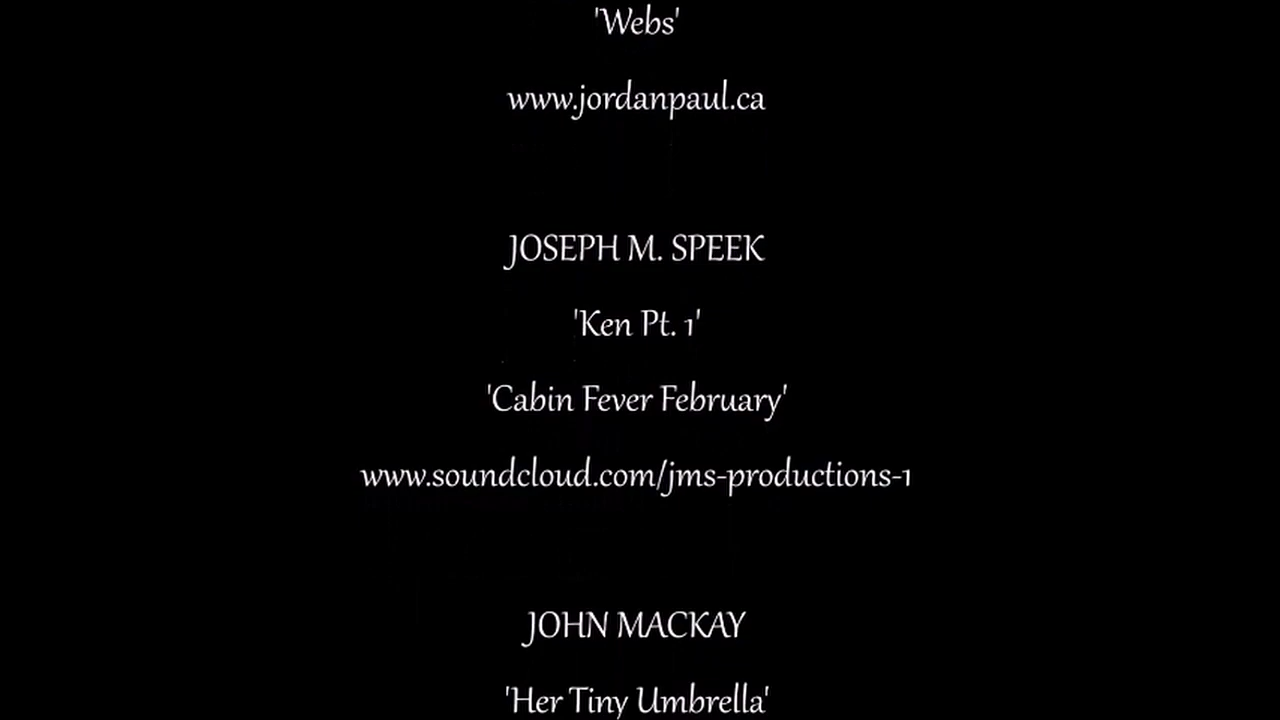 'Webs'
www.jordanpaul.ca
JOSEPH M. SPEEK
'Ken Pt. 1'
'Cabin Fever February'
www.soundcloud.com/jms-productions-1
JOHN MACKAY
'Her Tiny Umbrella'